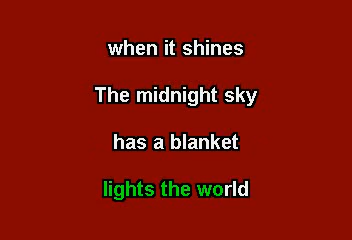 when it shines
The midnight sky
has a blanket
lights the world